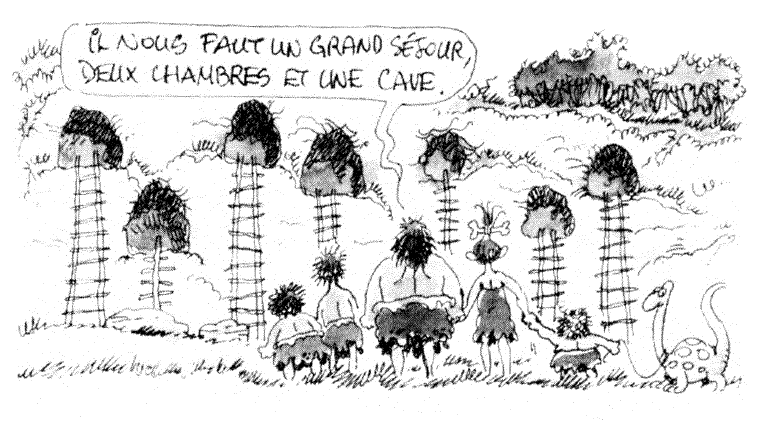 IL NOUS FAUT UN GRAND SÉJOUR,
DEUX CHAMBRES ET UNE CAVE.